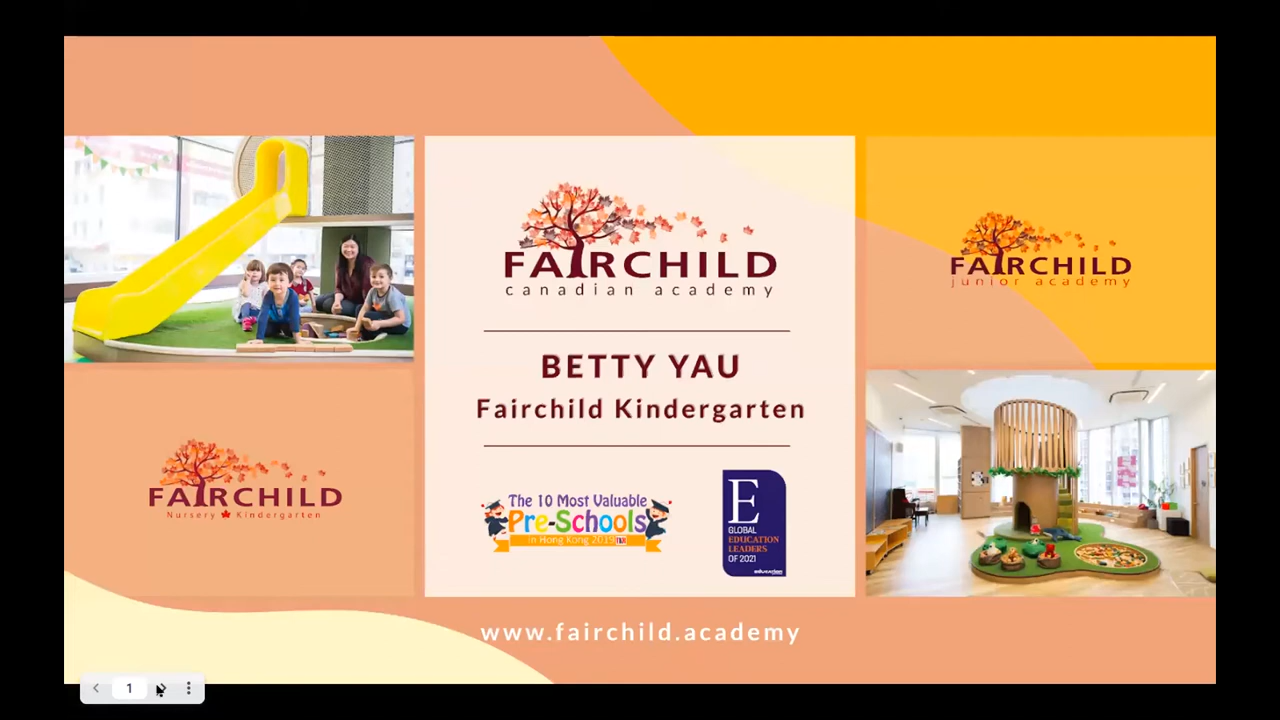 FAIRCHILD
canadian academy
BETTY YAU
Fairchild Kindergarten
The 10 Most Valuable
Pre-Schools
in Hong Kong 2019
E
GLOBAL
EDUCATION
LEADERS
OF 2021
FAIRCHILD
junior academy
FAIRCHILD
Nursery Kindergarten
www.fairchild.academy
1